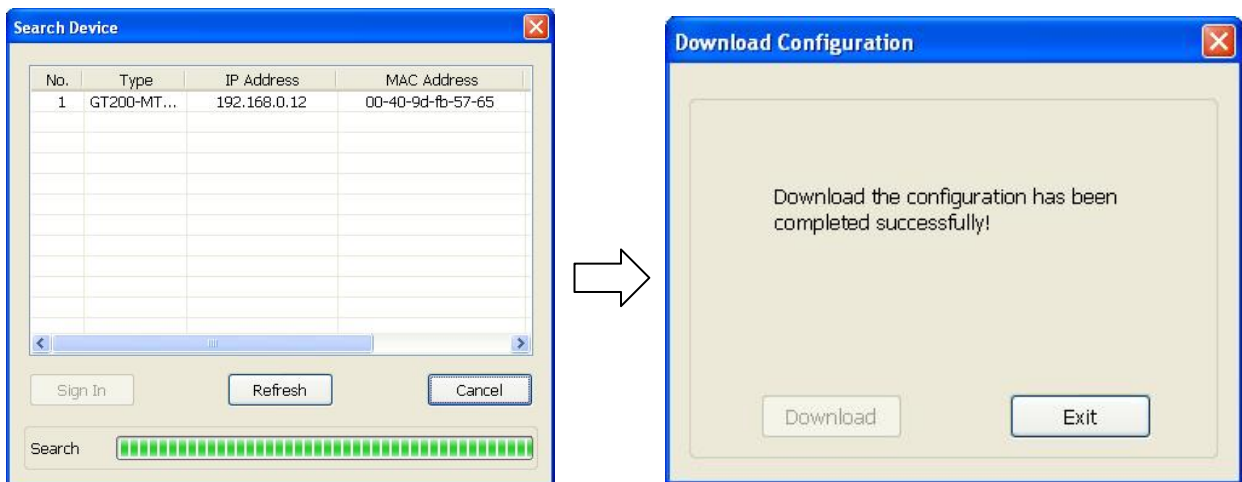 Search Device
No. Type IP Address MAC Address
1 GT200-MT... 192.168.0.12 00-40-9d-fb-57-65
Sign In Refresh Cancel
Search
Download Configuration
Download the configuration has been
completed successfully!
Download Exit